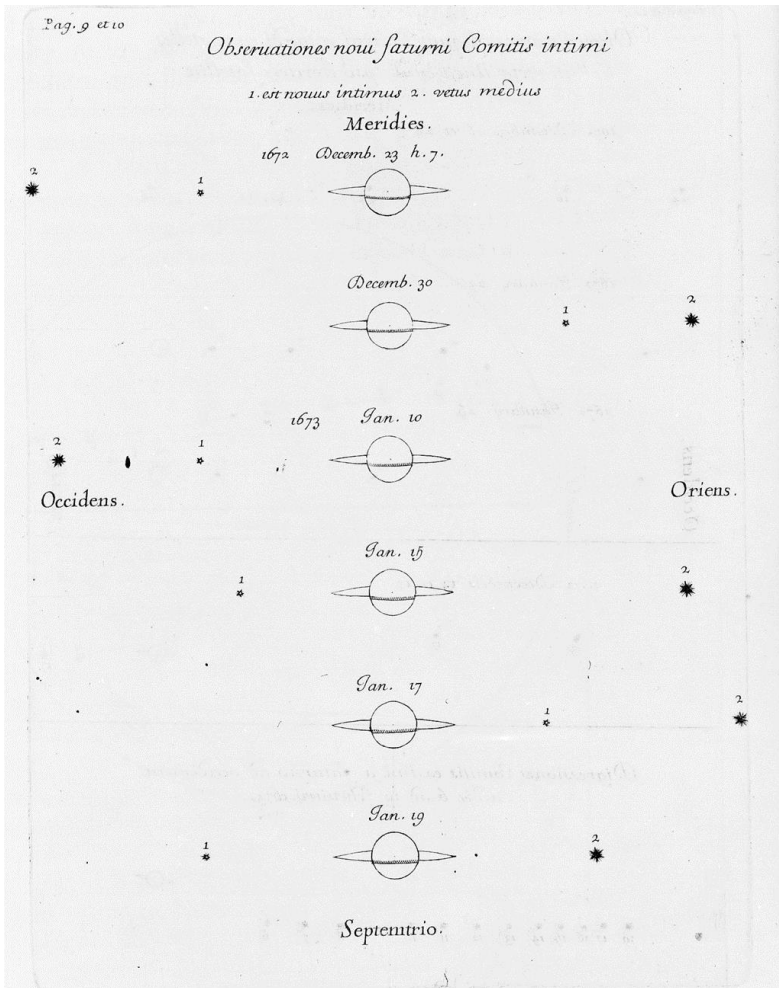 Pag. 9 et 10
Obseruationes noui saturni Comitis intimi
1. est nouus intimus 2. vetus medius
Meridies.
1672 Decemb. 23 h. 7.
2 1
Decemb. 30
1 2
1673 Jan. 10
2 1
Occidens. Oriens.
Jan. 15
1 2
Jan. 17
1 2
Jan. 19
1 2
Septemtrio.